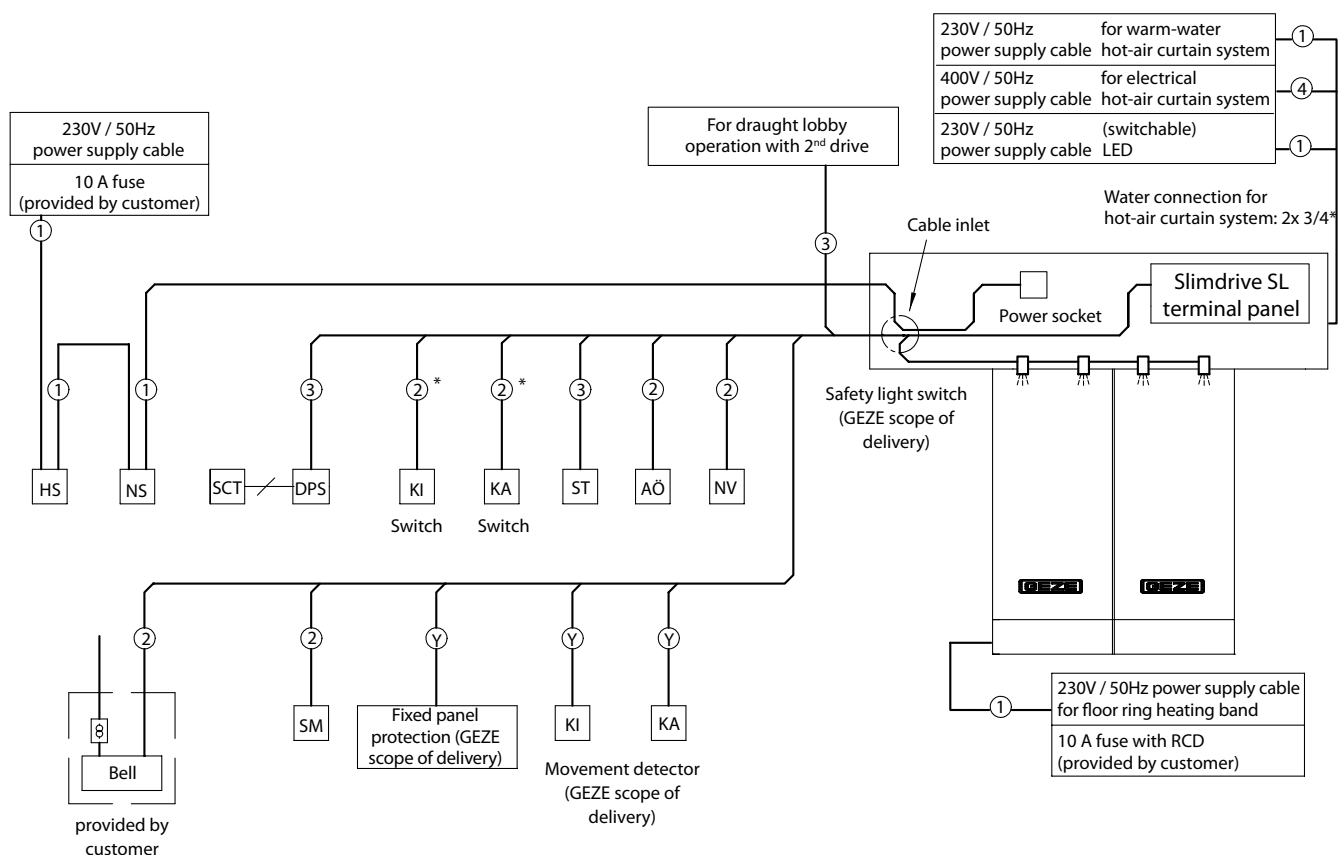 230V / 50Hz for warm-water
power supply cable hot-air curtain system
1
400V / 50Hz for electrical
power supply cable hot-air curtain system
4
230V / 50Hz (switchable)
power supply cable LED
1
230V / 50Hz
power supply cable
10 A fuse
(provided by customer)
1
For draught lobby
operation with 2nd drive
3
Water connection for
hot-air curtain system: 2x 3/4*
Cable inlet
Slimdrive SL
terminal panel
Power socket
1
1
3
2 *
2 *
3
2
2
Safety light switch
(GEZE scope of
delivery)
HS
NS
SCT
DPS
KI
KA
ST
AÖ
NV
Switch
Switch
GEZE
GEZE
2
2
Y
Y
Y
SM
Fixed panel
protection (GEZE
scope of delivery)
KI
KA
Movement detector
(GEZE scope of
delivery)
Bell
provided by
customer
1
230V / 50Hz power supply cable
for floor ring heating band
10 A fuse with RCD
(provided by customer)